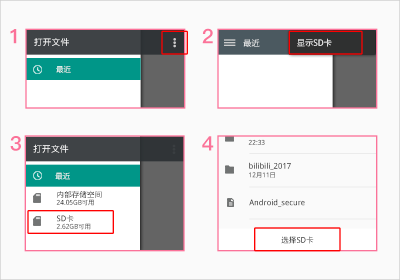 1
打开文件
最近
2
最近
显示SD卡
3
打开文件
最近
内部存储空间
24.05GB可用
SD卡
2.62GB可用
4
22:33
bilibili_2017
12月11日
Android_secure
选择SD卡